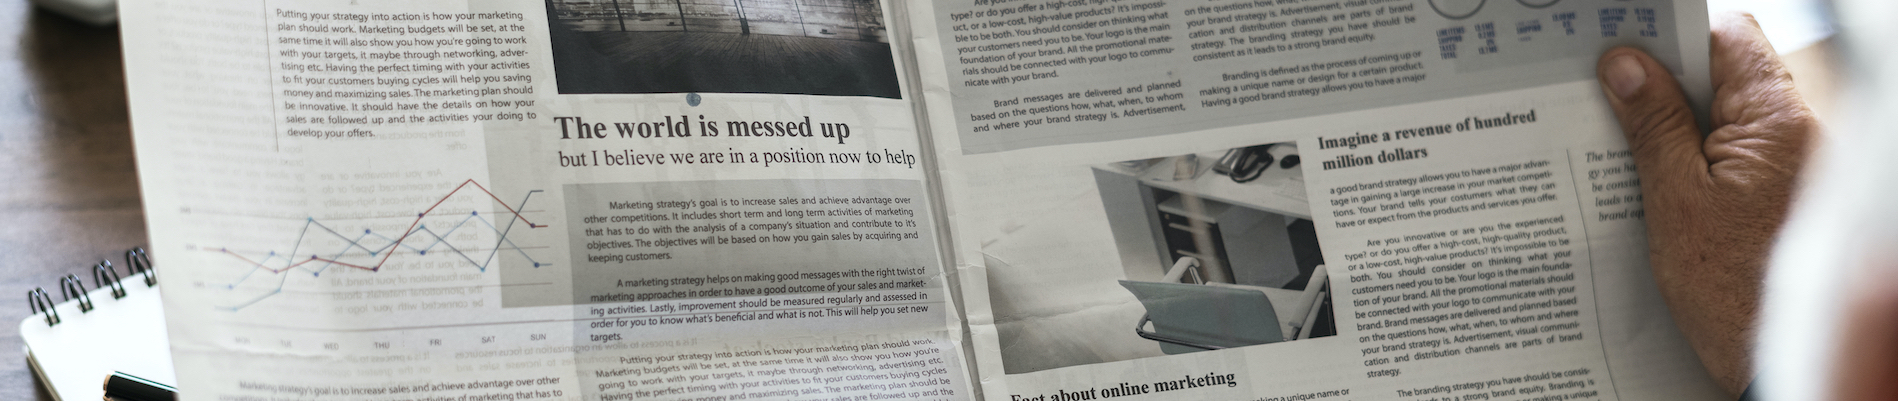 Putting your strategy into action is how your marketing
plan should work. Marketing budgets will be set, at the
same time it will also show you how you're going to work
with your targets, it maybe through networking, adver-
tising etc. Having the perfect timing with your activities
to fit your customers buying cycles will help you saving
money and maximizing sales. The marketing plan should
be innovative. It should have the details on how your
sales are followed up and the activities your doing to
develop your offers.
WED
THU
FRI
SAT
SUN
Marketing strategy's goal is to increase sales and achieve advantage over other
of marketing that has to
The world is messed up
but I believe we are in a position now to help
Marketing strategy's goal is to increase sales and achieve advantage over
other competitions. It includes short term and long term activities of marketing
that has to do with the analysis of a company's situation and contribute to it's
objectives. The objectives will be based on how you gain sales by acquiring and
keeping customers.
A marketing strategy helps on making good messages with the right twist of
marketing approaches in order to have a good outcome of your sales and market-
ing activities. Lastly, improvement should be measured regularly and assessed in
order for you to know what's beneficial and what is not. This will help you set new
targets.
Putting your strategy into action is how your marketing plan should work.
Marketing budgets will be set, at the same time it will also show you how you're
going to work with your targets, it maybe through networking, advertising etc.
Having the perfect timing with your activities to fit your customers buying cycles
money and maximizing sales. The marketing plan should be
sales are followed up and the
type? or do you offer a high-cost, high-quality
uct, or a low-cost, high-value products? It's impossi-
ble to be both. You should consider on thinking what
your customers need you to be. Your logo is the main
foundation of your brand. All the promotional mate-
rials should be connected with your logo to commu-
nicate with your brand.
Brand messages are delivered and planned
based on the questions how, what, when, to whom
and where your brand strategy is. Advertisement,
on the questions how,
your brand strategy is. Advertisement, visual
cation and distribution channels are parts of brand
strategy. The branding strategy you have should be
consistent as it leads to a strong brand equity.
Branding is defined as the process of coming up or
making a unique name or design for a certain product.
Having a good brand strategy allows you to have a major
Imagine a revenue of hundred
million dollars
a good brand strategy allows you to have a major advan-
tage in gaining a large increase in your market competi-
tions. Your brand tells your costumers what they can
have or expect from the products and services you offer.
Are you innovative or are you the experienced
type? or do you offer a high-cost, high-quality product,
or a low-cost, high-value products? It's impossible to be
both. You should consider on thinking what your
customers need you to be. Your logo is the main founda-
tion of your brand. All the promotional materials should
be connected with your logo to communicate with your
brand. Brand messages are delivered and planned based
on the questions how, what, when, to whom and where
your brand strategy is. Advertisement, visual communi-
cation and distribution channels are parts of brand
strategy.
The branding strategy you have should be consis-
to a strong brand equity. Branding is
making a unique
The bran
gy you ha
be consist
leads to a
brand eq
Fact about online marketing
a unique name or